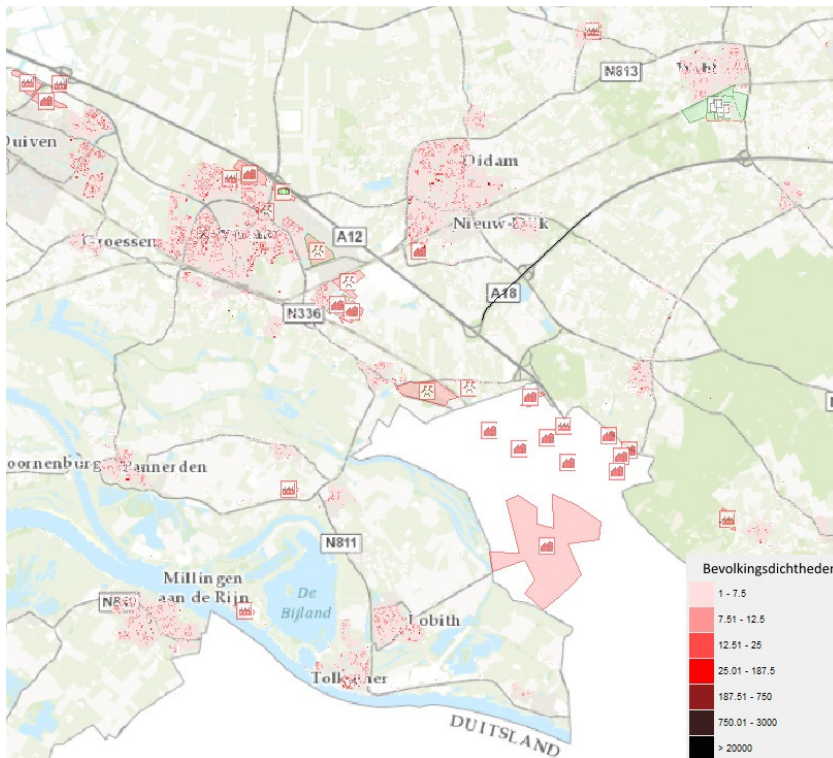 N813
Duiven
Didam
Nieuw-Dijk
Groessen
A12
A18
N336
Pannerden
N811
Millingen
aan de Rijn
De
Bijland
Lobith
DUITSLAND
Bevolkingsdichtheden
1 - 7.5
7.51 - 12.5
12.51 - 25
25.01 - 187.5
187.51 - 750
750.01 - 3000
> 20000